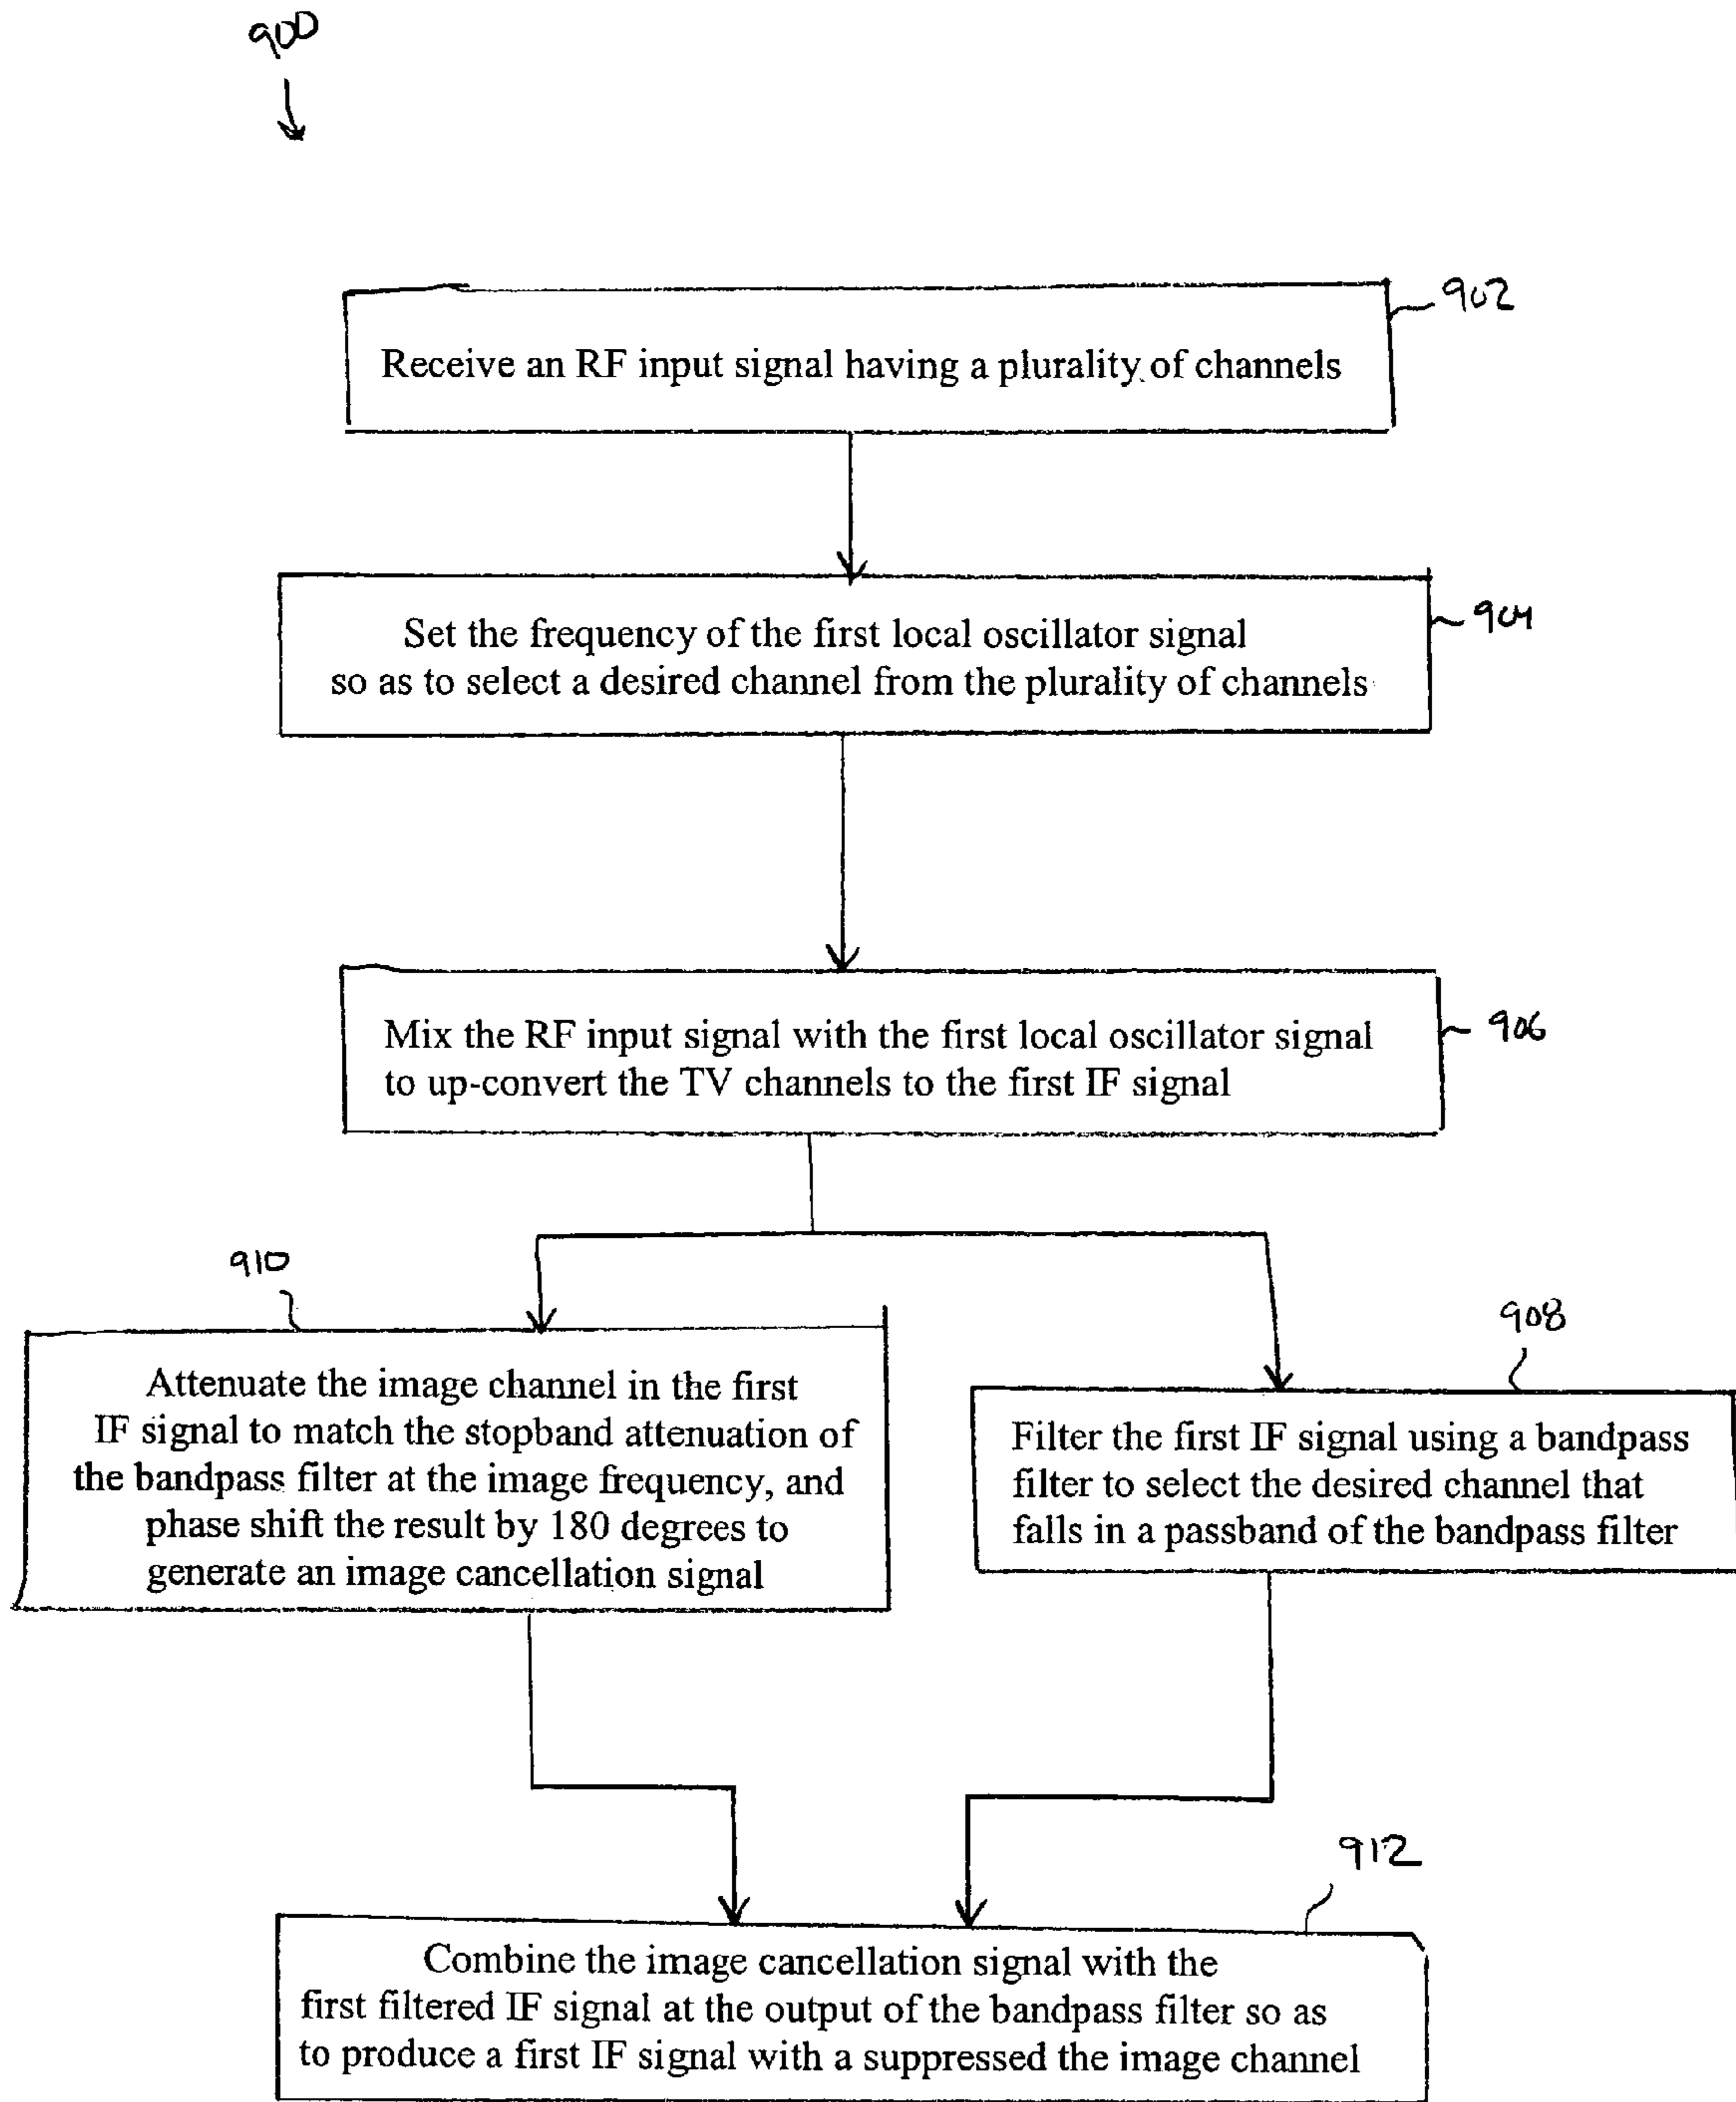 900
902
Receive an RF input signal having a plurality of channels
904
Set the frequency of the first local oscillator signal
so as to select a desired channel from the plurality of channels
906
Mix the RF input signal with the first local oscillator signal
to up-convert the TV channels to the first IF signal
910
Attenuate the image channel in the first
IF signal to match the stopband attenuation of
the bandpass filter at the image frequency, and
phase shift the result by 180 degrees to
generate an image cancellation signal
908
Filter the first IF signal using a bandpass
filter to select the desired channel that
falls in a passband of the bandpass filter
912
Combine the image cancellation signal with the
first filtered IF signal at the output of the bandpass filter so as
to produce a first IF signal with a suppressed the image channel